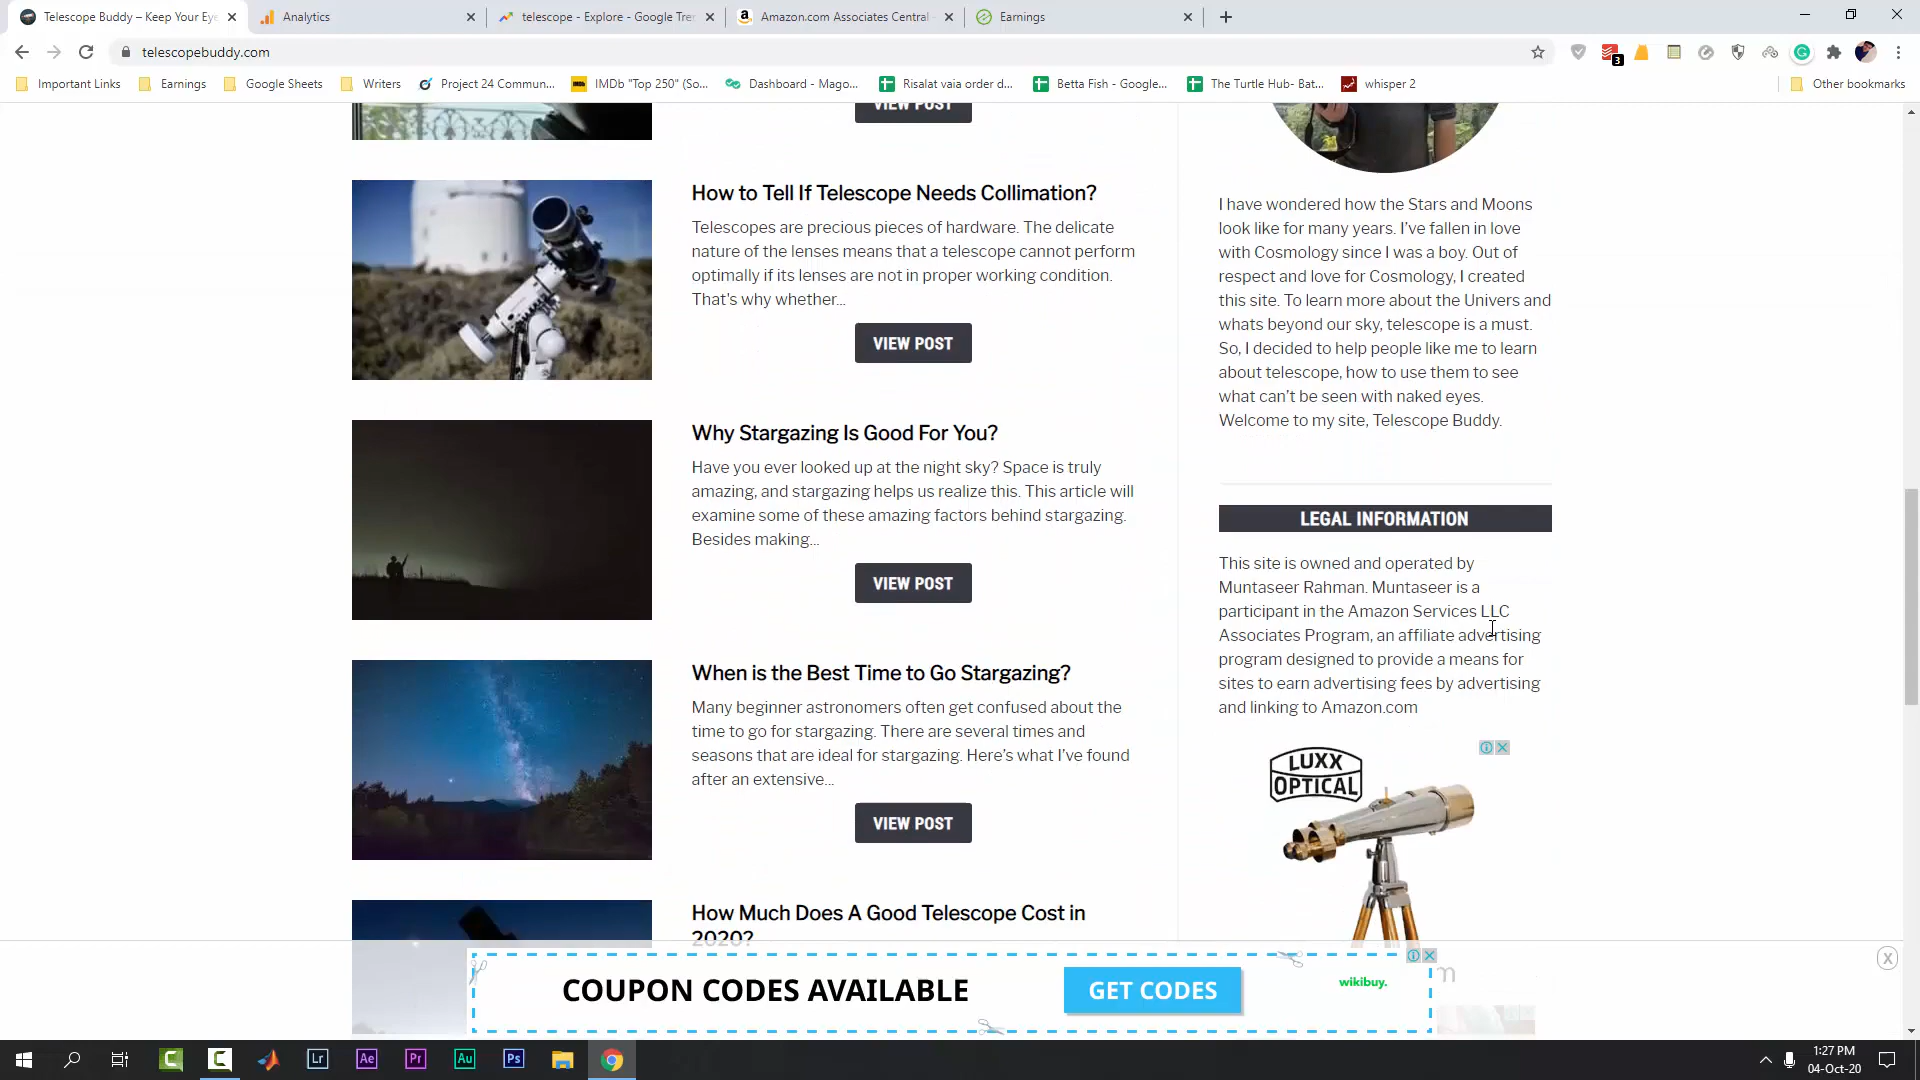 Telescope Buddy – Keep Your Eye
Analytics
telescope - Explore - Google Tre
Amazon.com Associates Central -
Earnings
telescopebuddy.com
3
Important Links
Earnings
Google Sheets
Writers
Project 24 Commun...
IMDb "Top 250" (So...
Dashboard - Mago...
Risalat vaia order d...
Betta Fish - Google...
The Turtle Hub- Bat...
whisper 2
Other bookmarks
VIEW POST
How to Tell If Telescope Needs Collimation?
Telescopes are precious pieces of hardware. The delicate
nature of the lenses means that a telescope cannot perform
optimally if its lenses are not in proper working condition.
That's why whether...
VIEW POST
Why Stargazing Is Good For You?
Have you ever looked up at the night sky? Space is truly
amazing, and stargazing helps us realize this. This article will
examine some of these amazing factors behind stargazing.
Besides making...
VIEW POST
When is the Best Time to Go Stargazing?
Many beginner astronomers often get confused about the
time to go for stargazing. There are several times and
seasons that are ideal for stargazing. Here's what I've found
after an extensive...
VIEW POST
How Much Does A Good Telescope Cost in
2020?
I have wondered how the Stars and Moons
look like for many years. I've fallen in love
with Cosmology since I was a boy. Out of
respect and love for Cosmology, I created
this site. To learn more about the Univers and
whats beyond our sky, telescope is a must.
So, I decided to help people like me to learn
about telescope, how to use them to see
what can't be seen with naked eyes.
Welcome to my site, Telescope Buddy.
LEGAL INFORMATION
This site is owned and operated by
Muntaseer Rahman. Muntaseer is a
participant in the Amazon Services LLC
Associates Program, an affiliate advertising
program designed to provide a means for
sites to earn advertising fees by advertising
and linking to Amazon.com
LUXX
OPTICAL
COUPON CODES AVAILABLE
GET CODES
wikibuy.
X
Lr
Ae
Pr
Au
Ps
1:27 PM
04-Oct-20